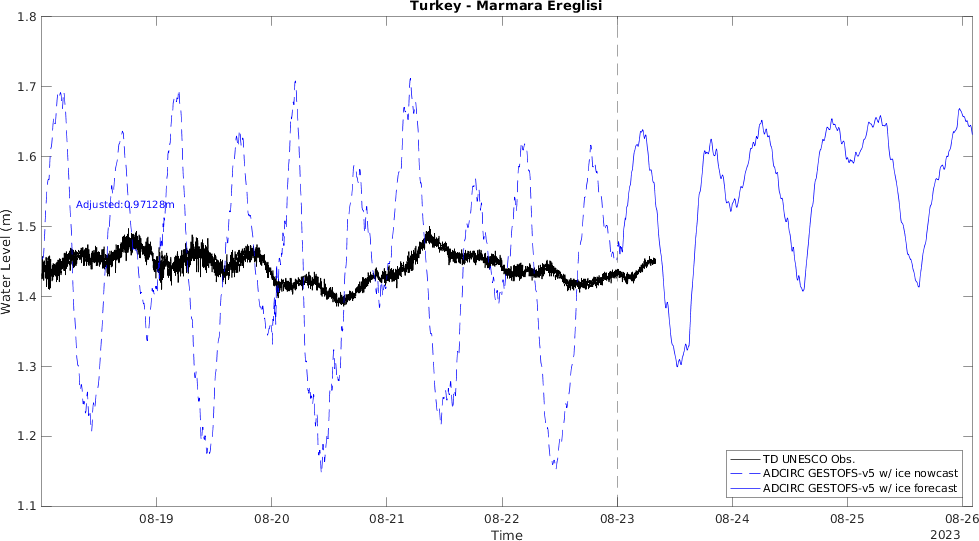 Turkey - Marmara Ereglisi
1.8
1.7
1.6
1.5
1.4
1.3
1.2
1.1
Water Level (m)
Adjusted:0.97128m
TD UNESCO Obs.
ADCIRC GESTOFS-v5 w/ ice nowcast
ADCIRC GESTOFS-v5 w/ ice forecast
08-19 08-20 08-21 08-22 08-23 08-24 08-25 08-26
Time
2023